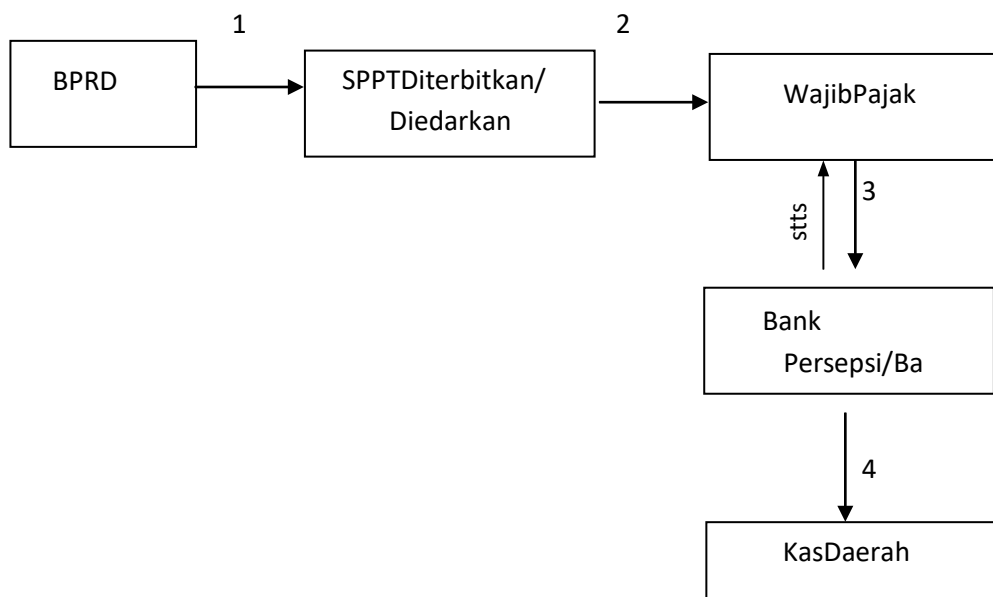 1
2
BPRD
SPPTDiterbitkan/
Diedarkan
WajibPajak
stts
3
Bank
Persepsi/Ba
4
KasDaerah